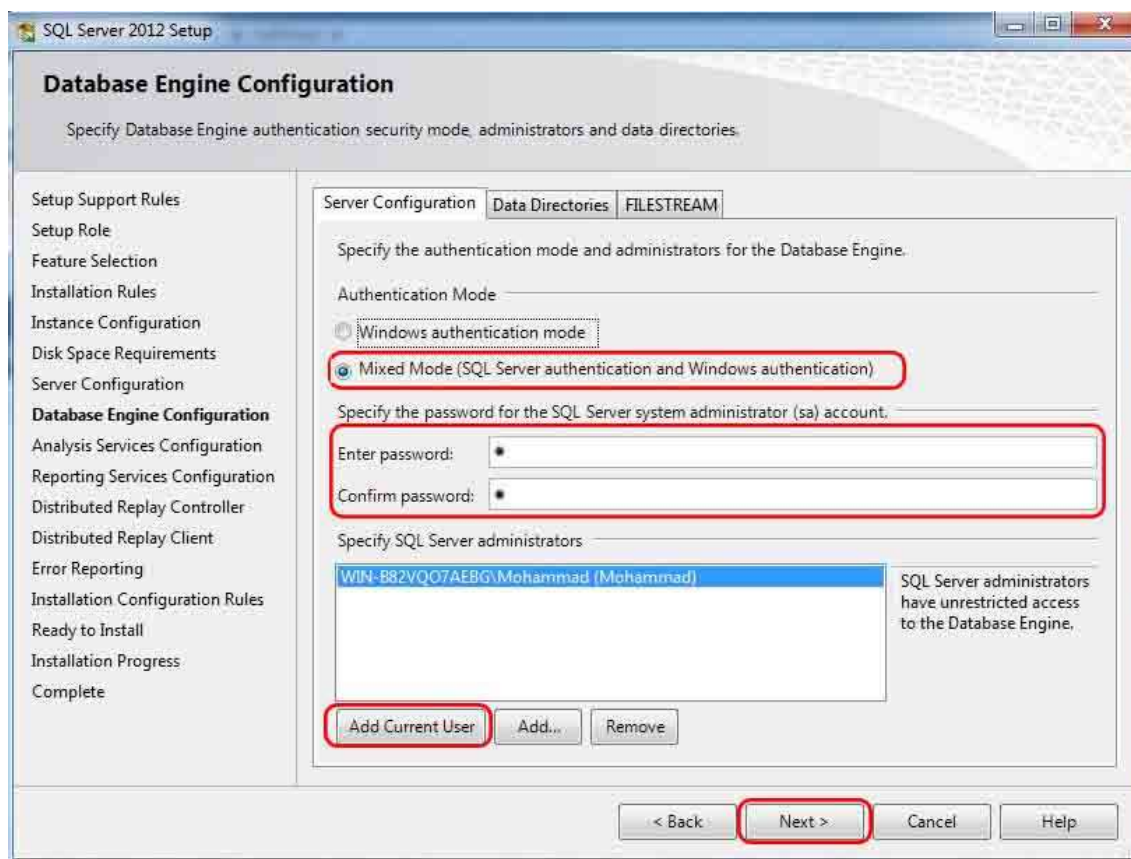 SQL Server 2012 Setup
Database Engine Configuration
Specify Database Engine authentication security mode, administrators and data directories.
Setup Support Rules
Setup Role
Feature Selection
Installation Rules
Instance Configuration
Disk Space Requirements
Server Configuration
Database Engine Configuration
Analysis Services Configuration
Reporting Services Configuration
Distributed Replay Controller
Distributed Replay Client
Error Reporting
Installation Configuration Rules
Ready to Install
Installation Progress
Complete
Server Configuration Data Directories FILESTREAM
Specify the authentication mode and administrators for the Database Engine.
Authentication Mode
Windows authentication mode
Mixed Mode (SQL Server authentication and Windows authentication)
Specify the password for the SQL Server system administrator (sa) account.
Enter password: ●
Confirm password: ●
Specify SQL Server administrators
WIN-B82VQO7AEBG\Mohammad (Mohammad)
SQL Server administrators
have unrestricted access
to the Database Engine.
Add Current User Add... Remove
< Back Next > Cancel Help